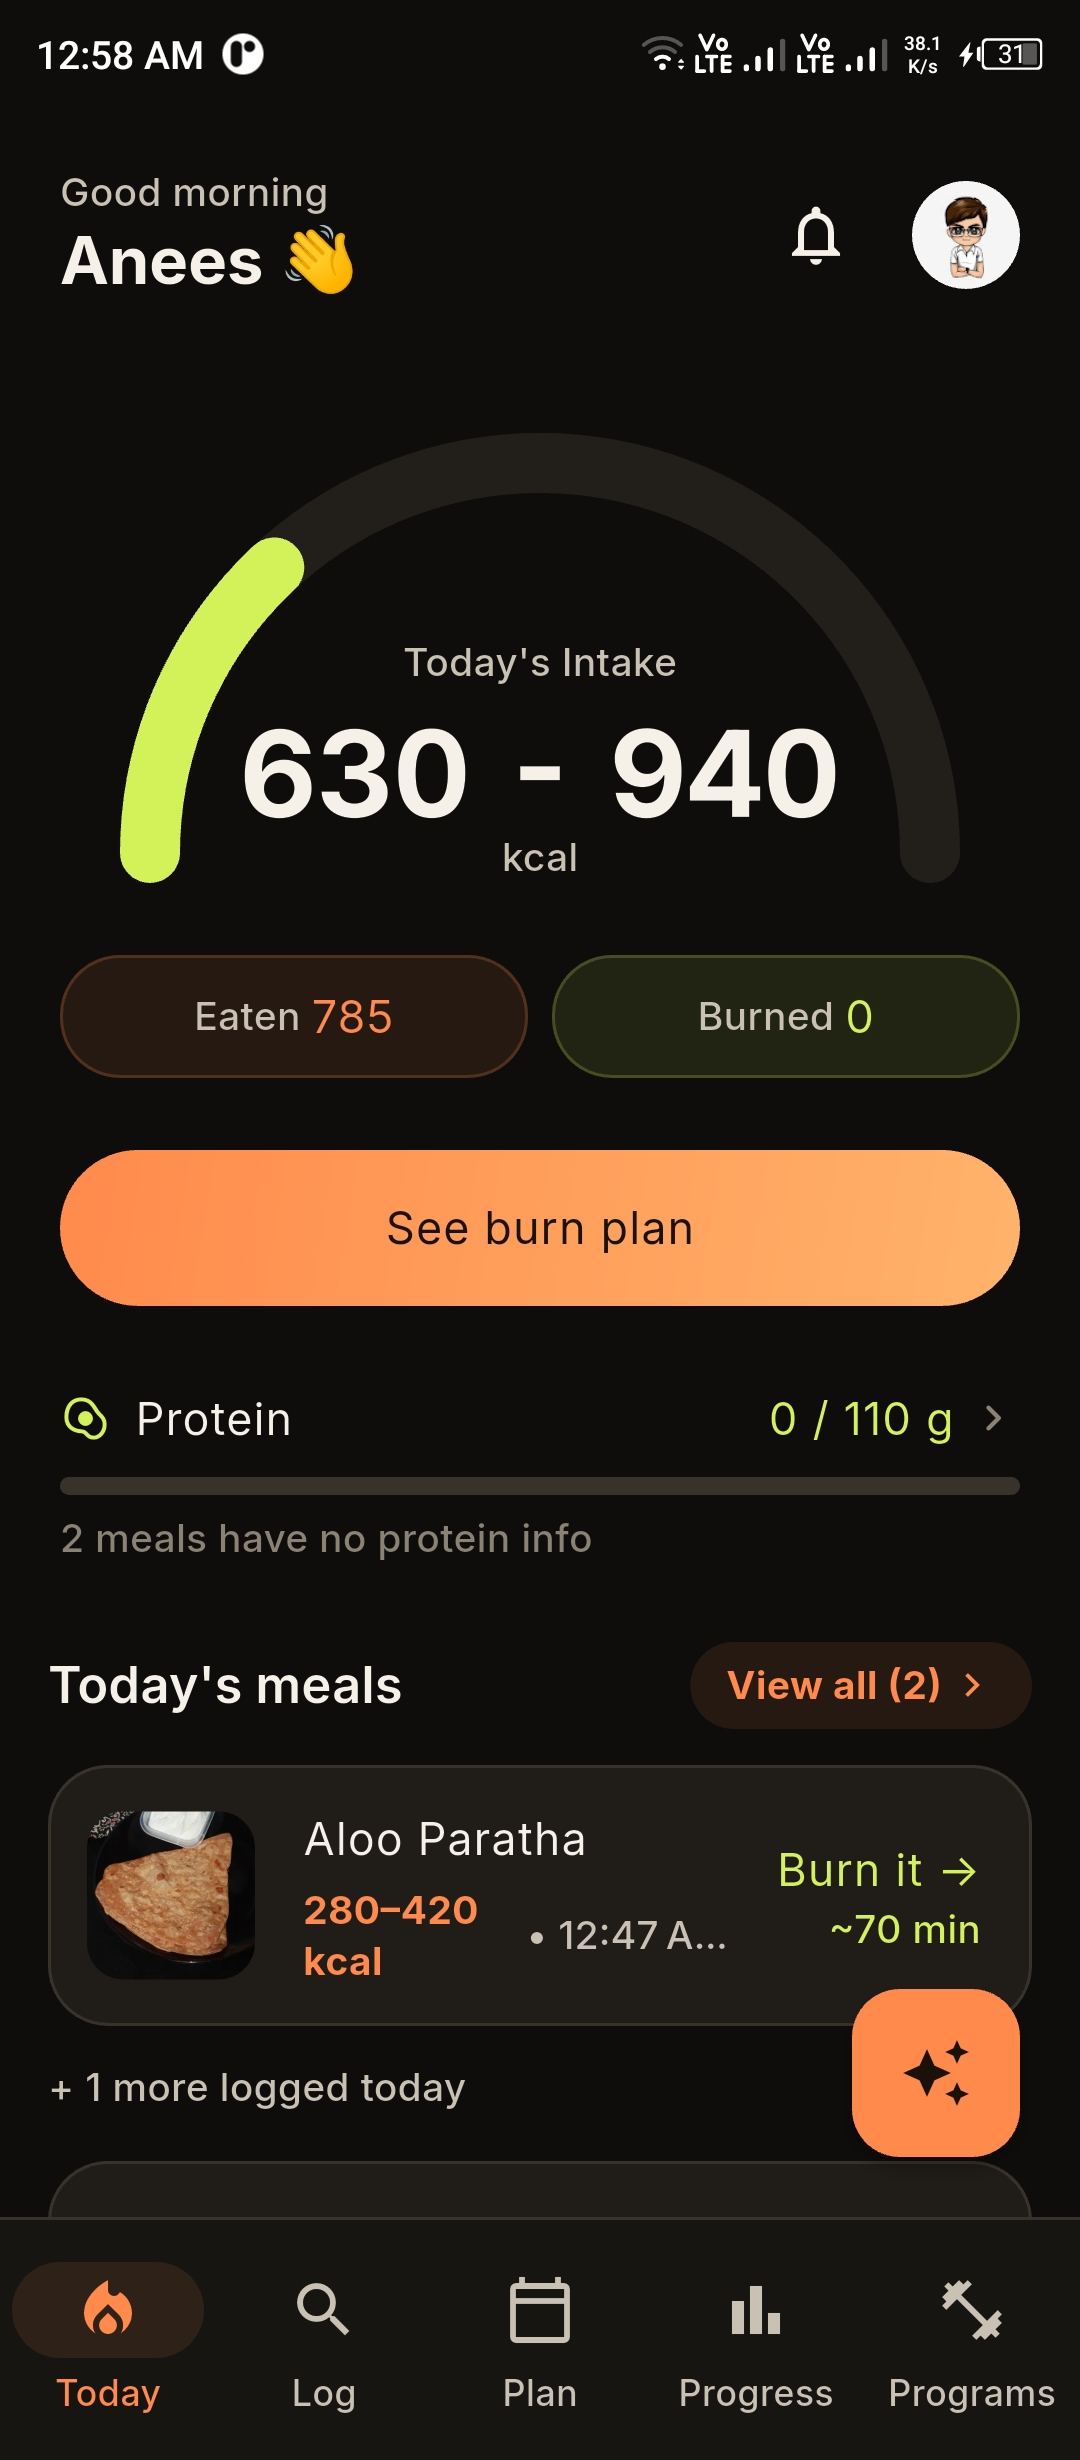 12:58 AM
Vo LTE Vo LTE 38.1 K/s 31
Good morning
Anees 👋
Today's Intake
630 - 940
kcal
Eaten 785
Burned 0
See burn plan
Protein
0 / 110 g
2 meals have no protein info
Today's meals
View all (2)
Aloo Paratha
280–420 kcal
• 12:47 A...
Burn it →
~70 min
+ 1 more logged today
Today
Log
Plan
Progress
Programs